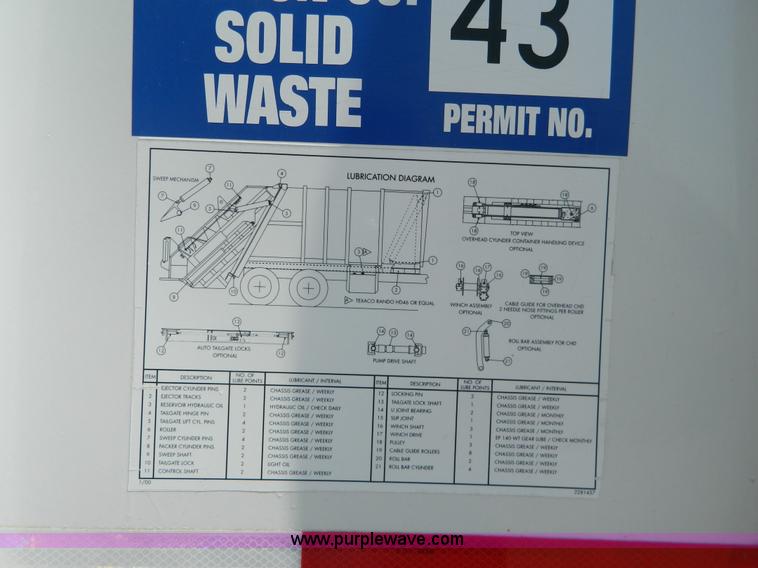 SOLID
WASTE
43
PERMIT NO.
LUBRICATION DIAGRAM
SWEEP MECHANISM
TOP VIEW
OVERHEAD CYLINDER CONTAINER HANDLING DEVICE
OPTIONAL
TEXACO RANDO HD46 OR EQUAL
WINCH ASSEMBLY
OPTIONAL
CABLE GUIDE FOR OVERHEAD CHD
2 NEEDLE NOSE FITTINGS PER ROLLER
OPTIONAL
AUTO TAILGATE LOCKS
OPTIONAL
PUMP DRIVE SHAFT
ROLL BAR ASSEMBLY FOR CHD
OPTIONAL
ITEM DESCRIPTION NO. OF LUBE POINTS LUBRICANT / INTERVAL
1 EJECTOR CYLINDER PINS 2 CHASSIS GREASE / WEEKLY
2 EJECTOR TRACKS 2 CHASSIS GREASE / WEEKLY
3 RESERVOIR HYDRAULIC OIL 1 HYDRAULIC OIL / CHECK DAILY
4 TAILGATE HINGE PIN 2 CHASSIS GREASE / WEEKLY
5 TAILGATE LIFT CYL. PINS 4 CHASSIS GREASE / WEEKLY
6 ROLLER 2 CHASSIS GREASE / WEEKLY
7 SWEEP CYLINDER PINS 4 CHASSIS GREASE / WEEKLY
8 PACKER CYLINDER PINS 2 CHASSIS GREASE / WEEKLY
9 SWEEP SHAFT 2 CHASSIS GREASE / WEEKLY
10 TAILGATE LOCK 2 LIGHT OIL
11 CONTROL SHAFT 2 CHASSIS GREASE / WEEKLY
ITEM DESCRIPTION NO. OF LUBE POINTS LUBRICANT / INTERVAL
12 LOCKING PIN 2 CHASSIS GREASE / WEEKLY
13 TAILGATE LOCK SHAFT 1 CHASSIS GREASE / WEEKLY
14 U JOINT BEARING 2 CHASSIS GREASE / MONTHLY
15 SLIP JOINT 1 CHASSIS GREASE / MONTHLY
16 WINCH SHAFT 3 CHASSIS GREASE / MONTHLY
17 WINCH DRIVE 1 EP 140 WT GEAR LUBE / CHECK MONTHLY
18 PULLEY 3 CHASSIS GREASE / WEEKLY
19 CABLE GUIDE ROLLERS 8 CHASSIS GREASE / WEEKLY
20 ROLL BAR 2 CHASSIS GREASE / WEEKLY
21 ROLL BAR CYLINDER 4 CHASSIS GREASE / WEEKLY
1/00
2281437
www.purplewave.com